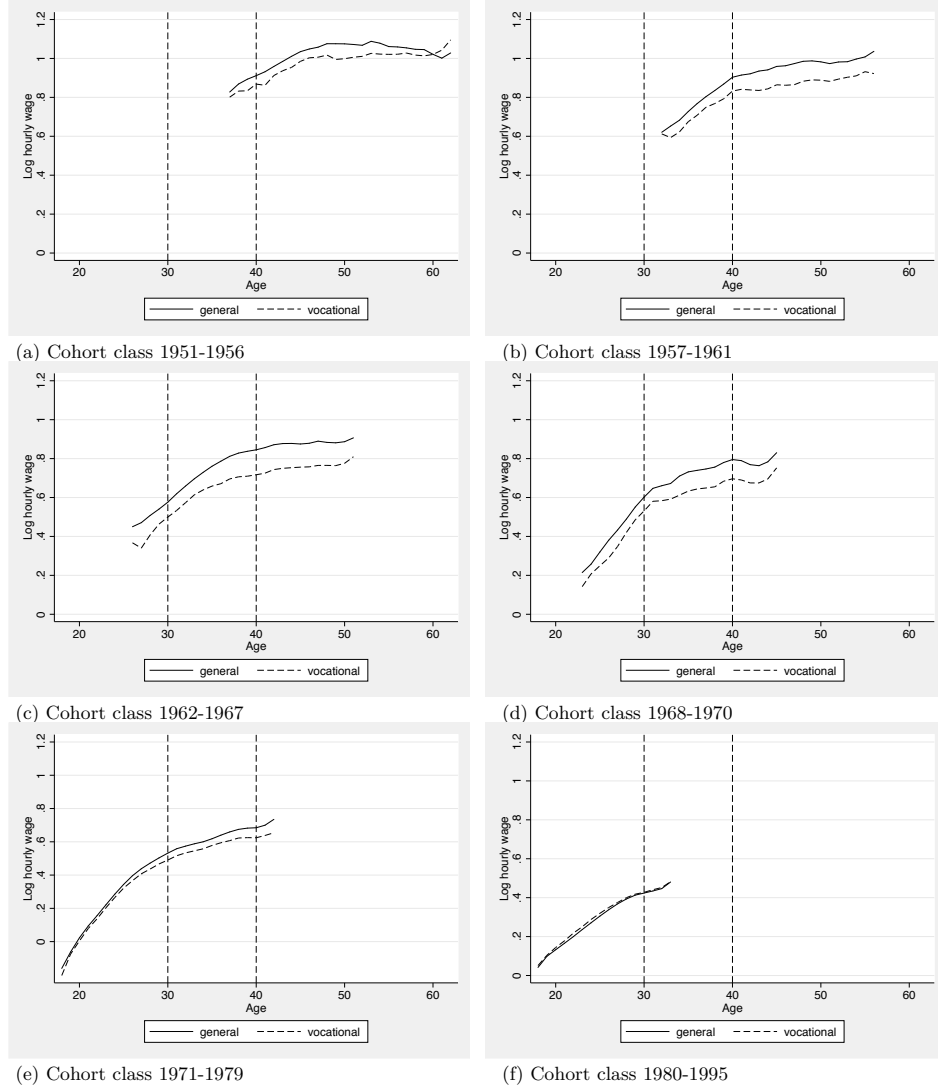 Log hourly wage
0 .2 .4 .6 .8 1 1.2
20 30 40 50 60
Age
general vocational
(a) Cohort class 1951-1956
Log hourly wage
0 .2 .4 .6 .8 1 1.2
20 30 40 50 60
Age
general vocational
(b) Cohort class 1957-1961
Log hourly wage
0 .2 .4 .6 .8 1 1.2
20 30 40 50 60
Age
general vocational
(c) Cohort class 1962-1967
Log hourly wage
0 .2 .4 .6 .8 1 1.2
20 30 40 50 60
Age
general vocational
(d) Cohort class 1968-1970
Log hourly wage
0 .2 .4 .6 .8 1 1.2
20 30 40 50 60
Age
general vocational
(e) Cohort class 1971-1979
Log hourly wage
0 .2 .4 .6 .8 1 1.2
20 30 40 50 60
Age
general vocational
(f) Cohort class 1980-1995